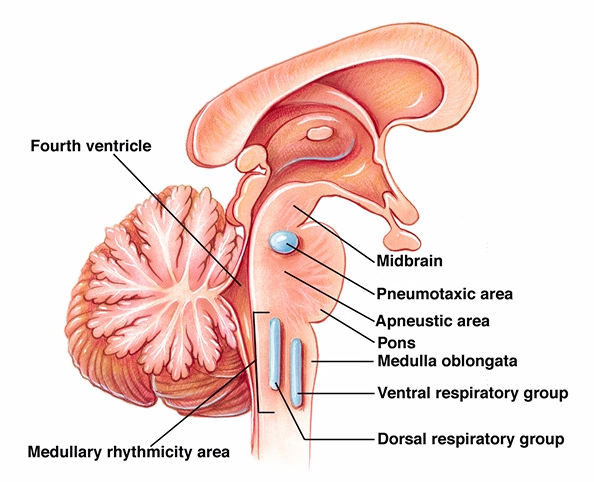 Fourth ventricle
Midbrain
Pneumotaxic area
Apneustic area
Pons
Medulla oblongata
Ventral respiratory group
Dorsal respiratory group
Medullary rhythmicity area